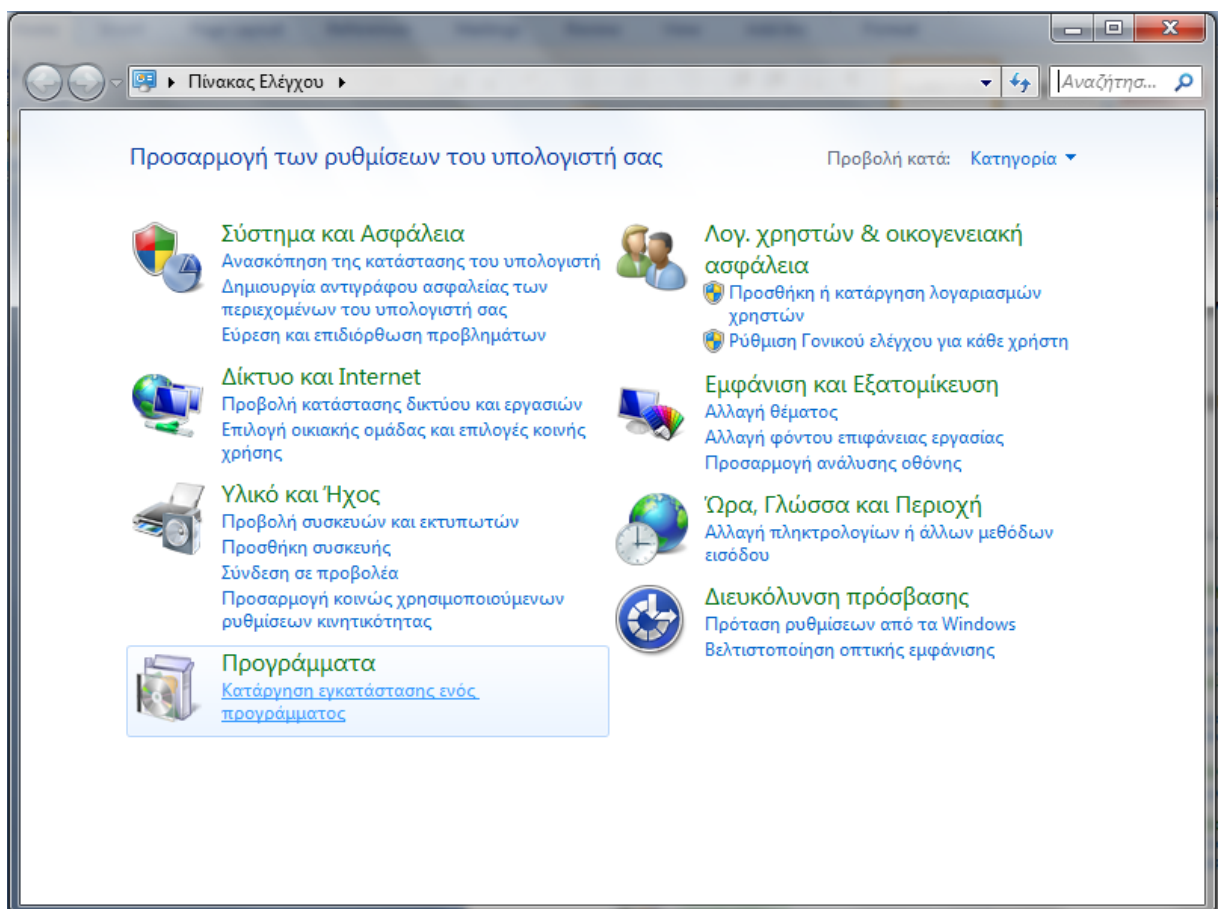 Πίνακας Ελέγχου
Αναζήτησ...
Προσαρμογή των ρυθμίσεων του υπολογιστή σας
Προβολή κατά: Κατηγορία
Σύστημα και Ασφάλεια
Ανασκόπηση της κατάστασης του υπολογιστή
Δημιουργία αντιγράφου ασφαλείας των
περιεχομένων του υπολογιστή σας
Εύρεση και επιδιόρθωση προβλημάτων
Δίκτυο και Internet
Προβολή κατάστασης δικτύου και εργασιών
Επιλογή οικιακής ομάδας και επιλογές κοινής
χρήσης
Υλικό και Ήχος
Προβολή συσκευών και εκτυπωτών
Προσθήκη συσκευής
Σύνδεση σε προβολέα
Προσαρμογή κοινώς χρησιμοποιούμενων
ρυθμίσεων κινητικότητας
Προγράμματα
Κατάργηση εγκατάστασης ενός
προγράμματος
Λογ. χρηστών & οικογενειακή
ασφάλεια
Προσθήκη ή κατάργηση λογαριασμών
χρηστών
Ρύθμιση Γονικού ελέγχου για κάθε χρήστη
Εμφάνιση και Εξατομίκευση
Αλλαγή θέματος
Αλλαγή φόντου επιφάνειας εργασίας
Προσαρμογή ανάλυσης οθόνης
Ώρα, Γλώσσα και Περιοχή
Αλλαγή πληκτρολογίων ή άλλων μεθόδων
εισόδου
Διευκόλυνση πρόσβασης
Πρόταση ρυθμίσεων από τα Windows
Βελτιστοποίηση οπτικής εμφάνισης